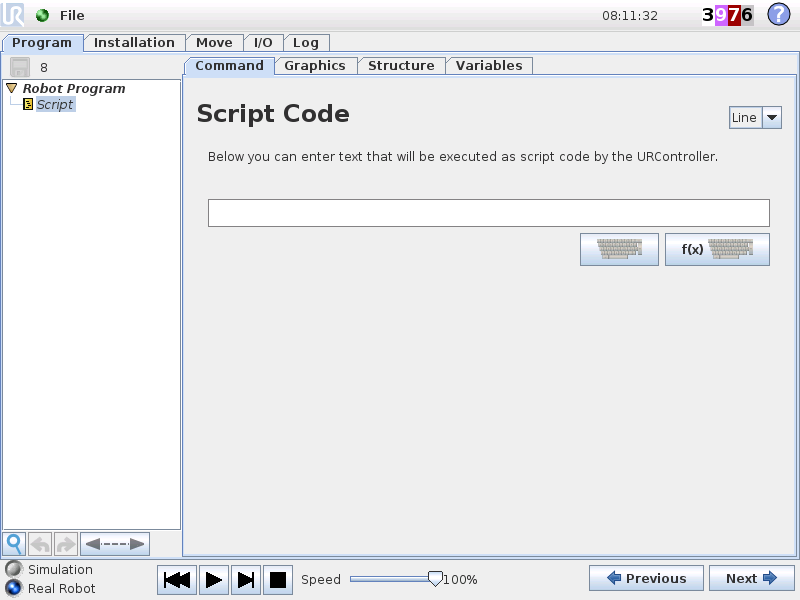 UR File 08:11:32 3976 ?
Program Installation Move I/O Log
8
Command Graphics Structure Variables
Robot Program
Script
Script Code
Line
Below you can enter text that will be executed as script code by the URController.
f(x)
Simulation
Real Robot
Speed 100%
Previous Next